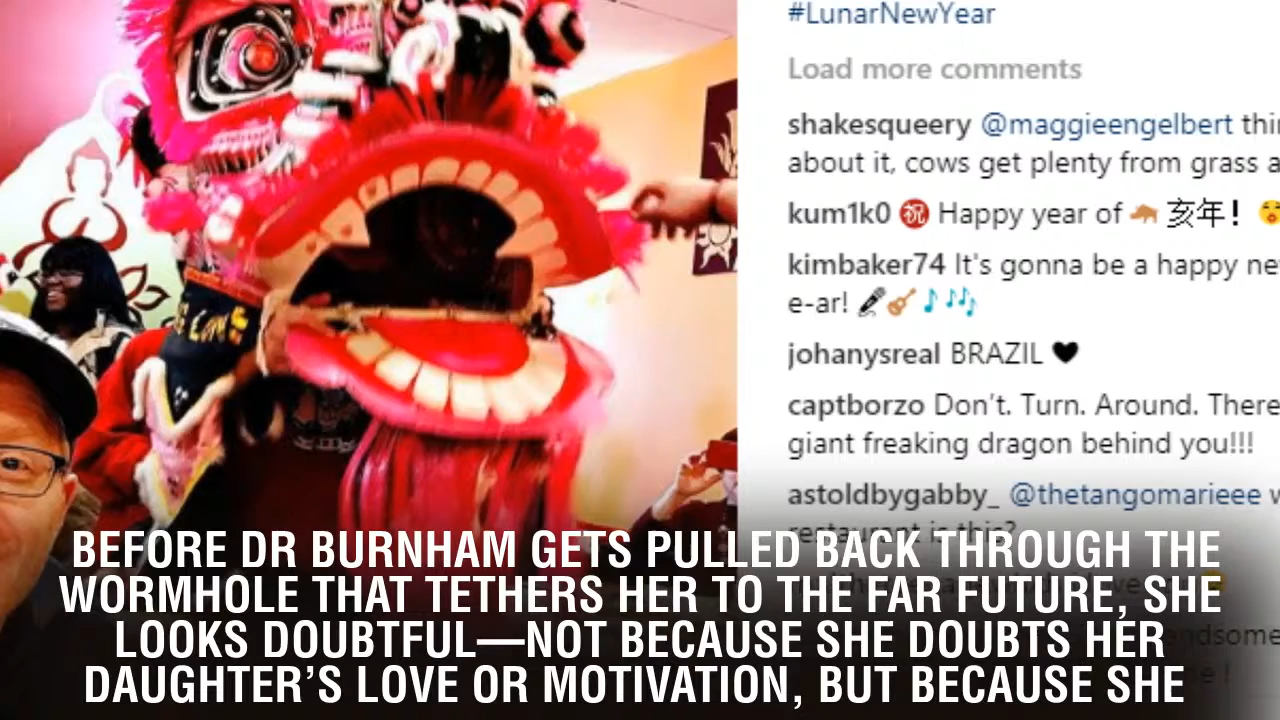 #LunarNewYear
Load more comments
shakesqueery @maggieengelbert
about it, cows get plenty from grass
kum1k0 ㊗ Happy year of 🐂 亥年! 😚
kimbaker74 It's gonna be a happy
e-ar! 🎤🎸🎵🎶
johanysreal BRAZIL 🖤
captborzo Don't. Turn. Around. There
giant freaking dragon behind you!!!
astoldbygabby_ @thetangomarieee
restaurant is this?
BEFORE DR BURNHAM GETS PULLED BACK THROUGH THE
WORMHOLE THAT TETHERS HER TO THE FAR FUTURE, SHE
LOOKS DOUBTFUL—NOT BECAUSE SHE DOUBTS HER
DAUGHTER'S LOVE OR MOTIVATION, BUT BECAUSE SHE